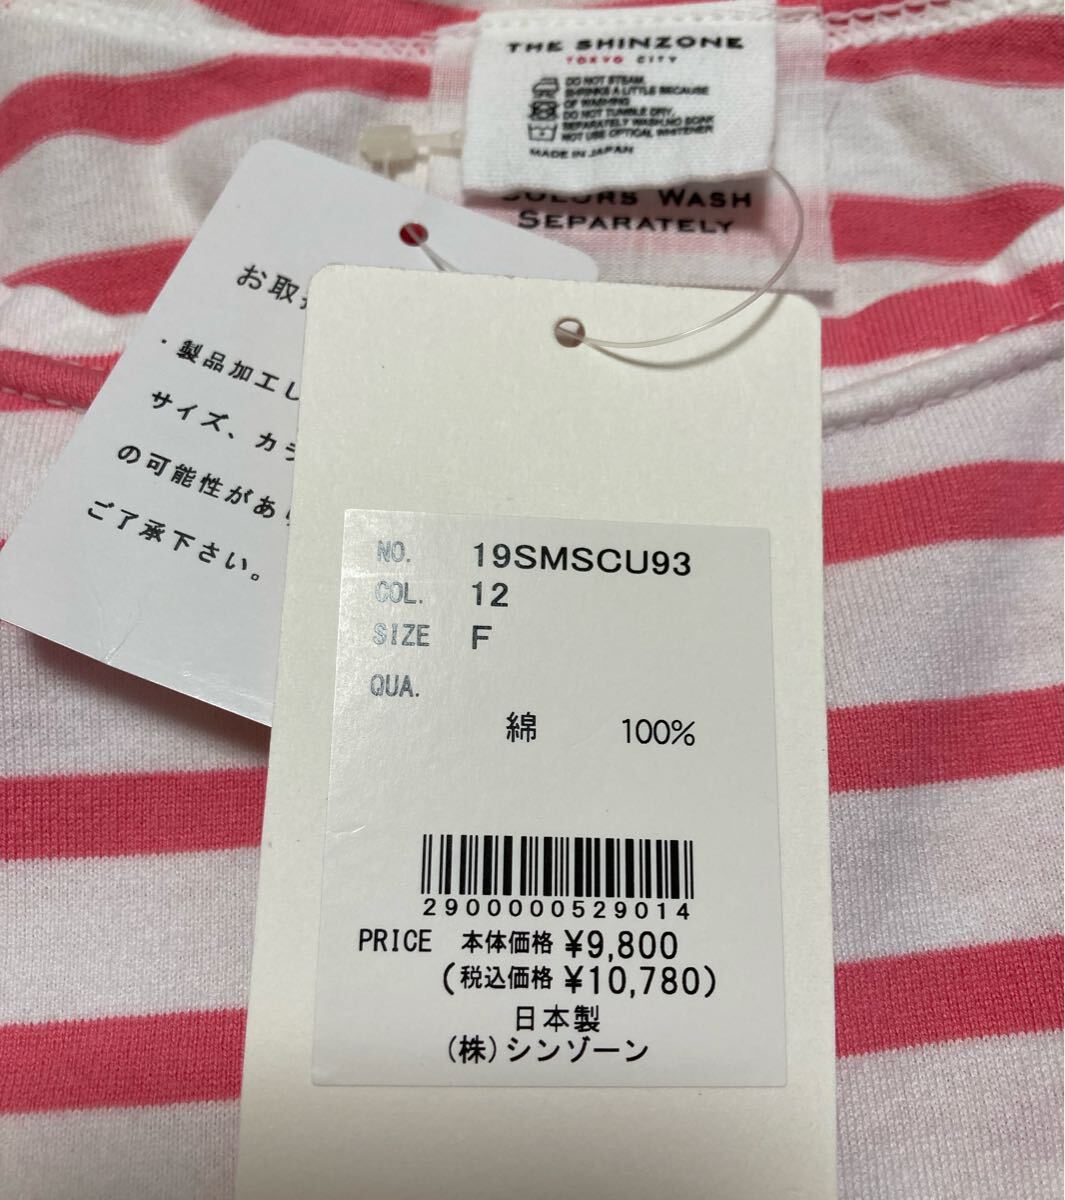 THE SHINZONE
TOKYO CITY
DO NOT STEAM.
SHRINKS A LITTLE BECAUSE
OF WASHING
DO NOT TUMBLE DRY.
SEPARATELY WASH, NO SOAK
NOT USE OPTICAL WHITENER
MADE IN JAPAN
COLORS WASH
SEPARATELY
お取
・製品加工し
サイズ、カラ
の可能性があり
ご了承下さい。
NO. 19SMSCU93
COL. 12
SIZE F
QUA.
綿 100%
2900000529014
PRICE 本体価格 ¥9,800
(税込価格 ¥10,780)
日本製
(株)シンゾーン